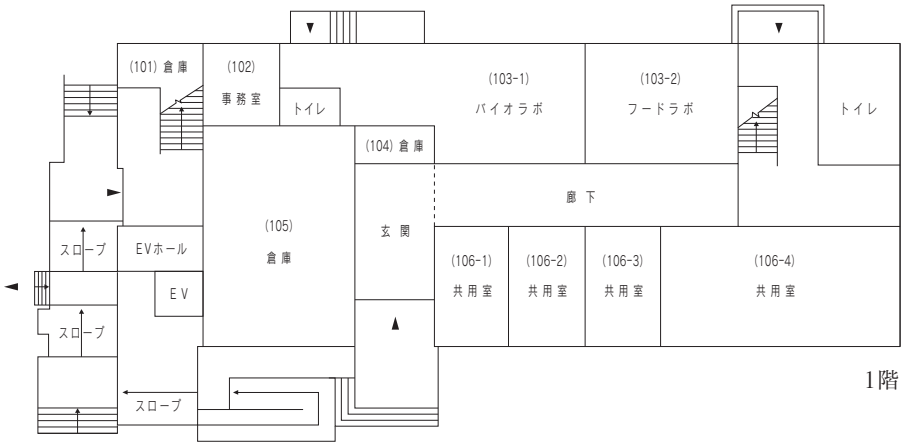 (101) 倉庫
(102)
事務室
トイレ
(103-1)
バイオラボ
(103-2)
フードラボ
トイレ
(104) 倉庫
廊下
(105)
倉庫
玄関
スロープ
EVホール
EV
(106-1)
共用室
(106-2)
共用室
(106-3)
共用室
(106-4)
共用室
スロープ
スロープ
1階